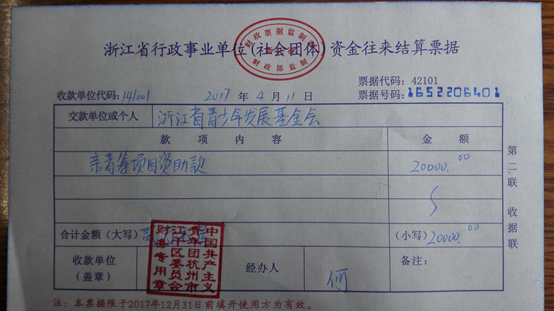 浙江省行政事业单位(社会团体)资金往来结算票据
财政票据监制
财政部监制
票据代码: 42101
收款单位代码: 141001 2017 年 4 月 11 日 票据号码: 1652206401
交款单位或个人 浙江省青少年发展基金会
款 项 内 容 金 额
亲青筹项目资助款 20000.00
第二联 收据联
合计金额(大写) (小写) 20000.00
中国共产主义
青年团杭州市
江干区委员会
财务专用章
收款单位
(盖章) 经办人 何 备注:
注:本票据限于2017年12月31日前填开使用方为有效。